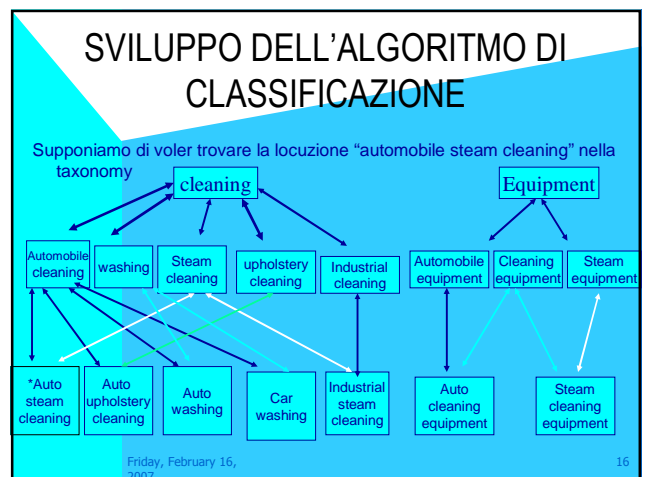 SVILUPPO DELL'ALGORITMO DI
CLASSIFICAZIONE
Supponiamo di voler trovare la locuzione "automobile steam cleaning" nella
taxonomy
cleaning
Equipment
Automobile
cleaning
washing
Steam
cleaning
upholstery
cleaning
Industrial
cleaning
Automobile
equipment
Cleaning
equipment
Steam
equipment
*Auto
steam
cleaning
Auto
upholstery
cleaning
Auto
washing
Car
washing
Industrial
steam
cleaning
Auto
cleaning
equipment
Steam
cleaning
equipment
Friday, February 16,
2007
16